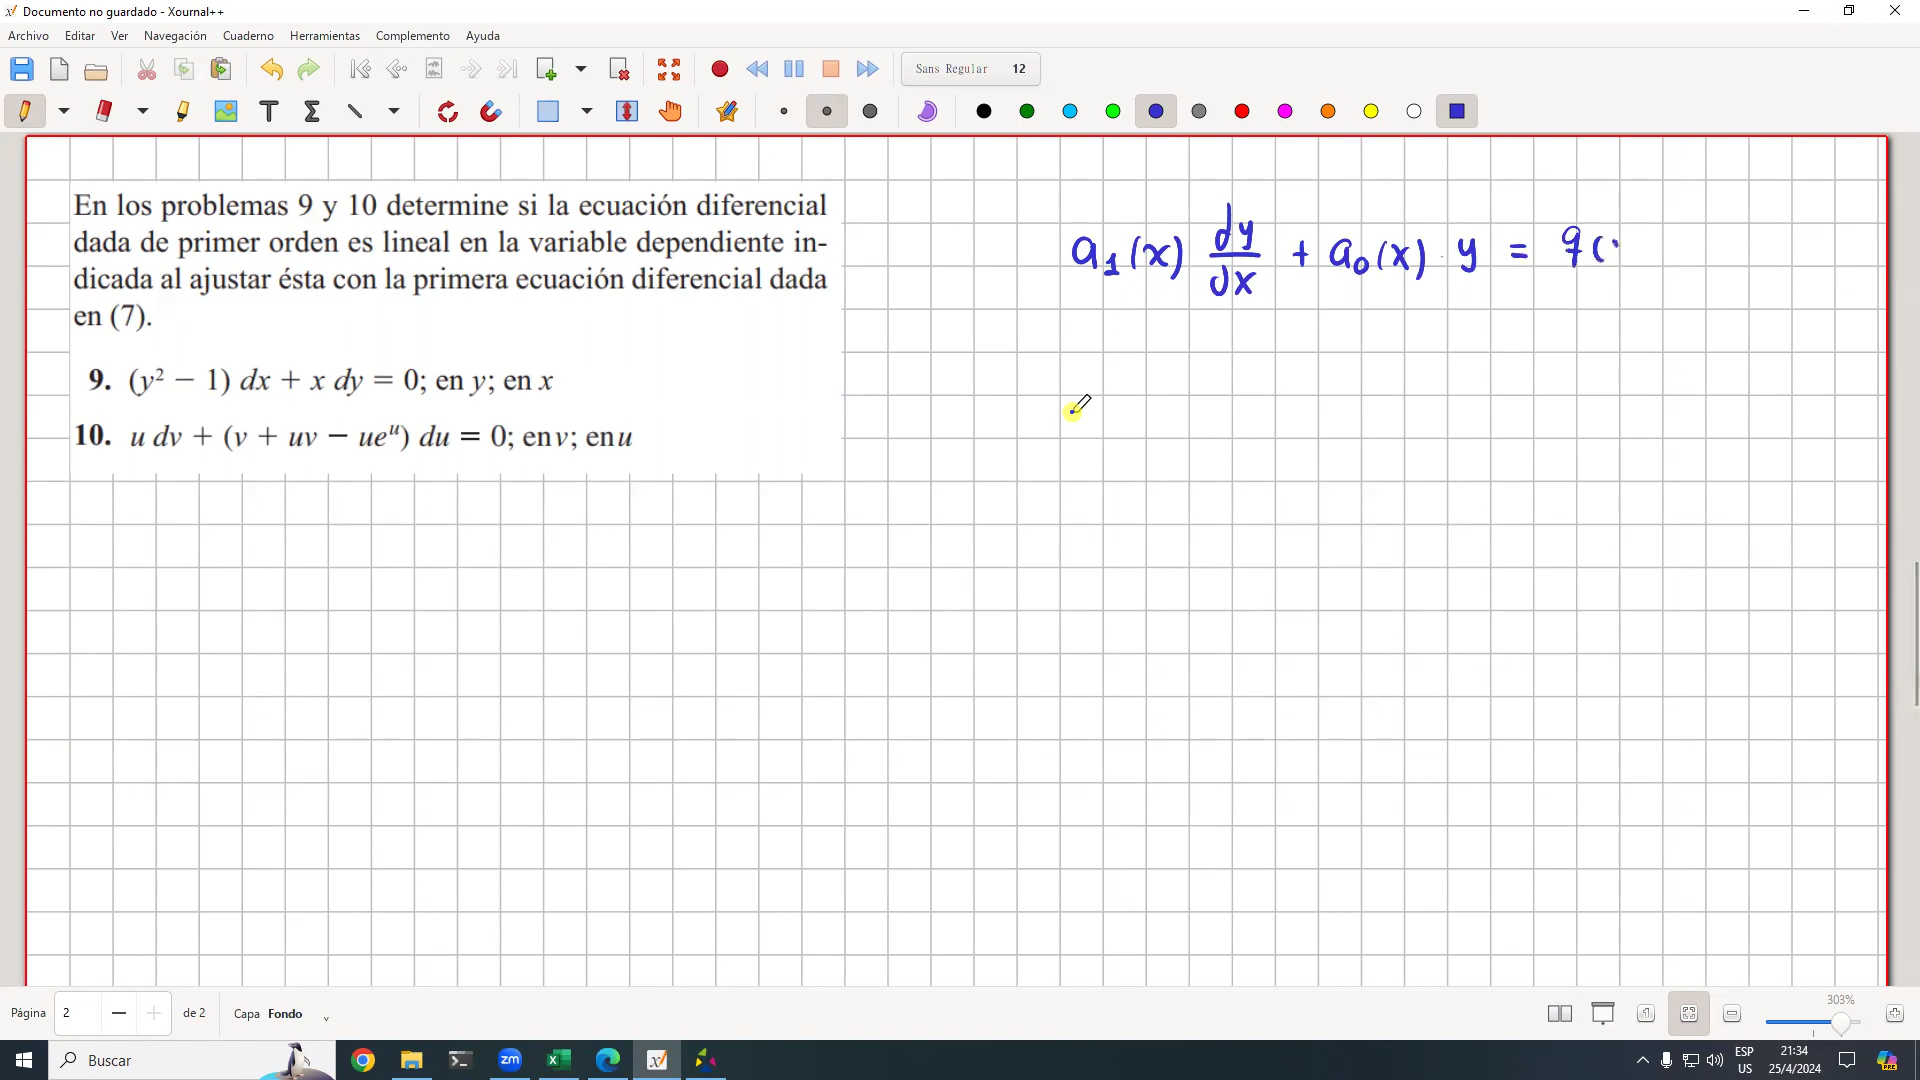 Documento no guardado - Xournal++
Archivo Editar Ver Navegación Cuaderno Herramientas Complemento Ayuda
Sans Regular 12
En los problemas 9 y 10 determine si la ecuación diferencial
dada de primer orden es lineal en la variable dependiente in-
dicada al ajustar ésta con la primera ecuación diferencial dada
en (7).
9. (y² − 1) dx + x dy = 0; en y; en x
10. u dv + (v + uv − ueᵘ) du = 0; en v; en u
a₁(x) dy/dx + a₀(x) · y = g(
Página 2 de 2 Capa Fondo 303%
Buscar
ESP
US
21:34
25/4/2024